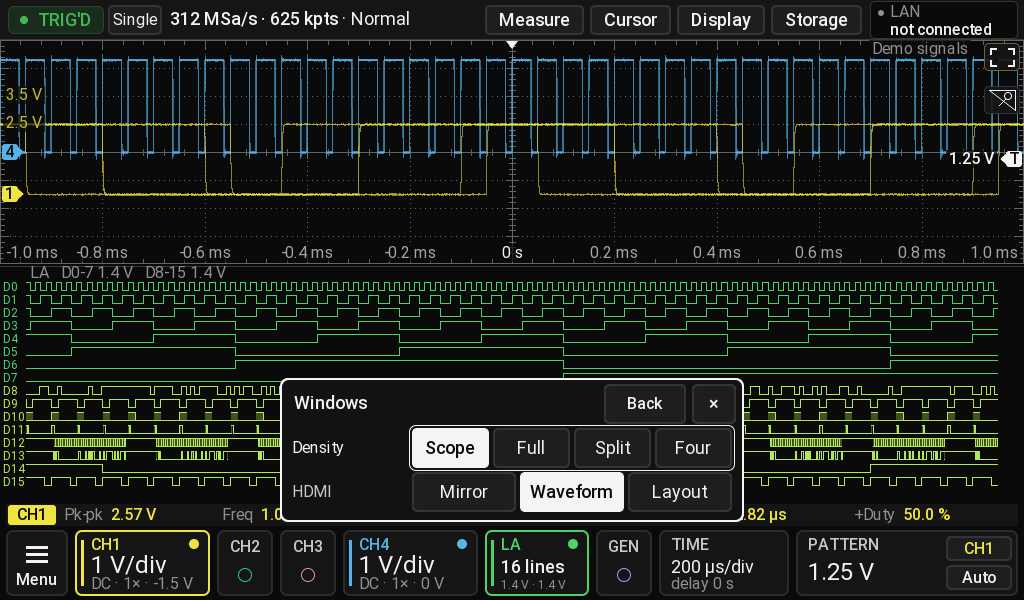 TRIG'D Single 312 MSa/s · 625 kpts · Normal Measure Cursor Display Storage LAN
not connected
Demo signals
3.5 V
2.5 V
4
1.25 V T
1
-1.0 ms -0.8 ms -0.6 ms -0.4 ms -0.2 ms 0 s 0.2 ms 0.4 ms 0.6 ms 0.8 ms 1.0 ms
LA D0-7 1.4 V D8-15 1.4 V
D0
D1
D2
D3
D4
D5
D6
D7
D8
D9
D10
D11
D12
D13
D14
D15
Windows Back ×
Density Scope Full Split Four
HDMI Mirror Waveform Layout
CH1 Pk-pk 2.57 V Freq 1.0 .82 µs +Duty 50.0 %
Menu
CH1
1 V/div
DC · 1× · -1.5 V
CH2
CH3
CH4
1 V/div
DC · 1× · 0 V
LA
16 lines
1.4 V · 1.4 V
GEN
TIME
200 µs/div
delay 0 s
PATTERN
1.25 V
CH1
Auto